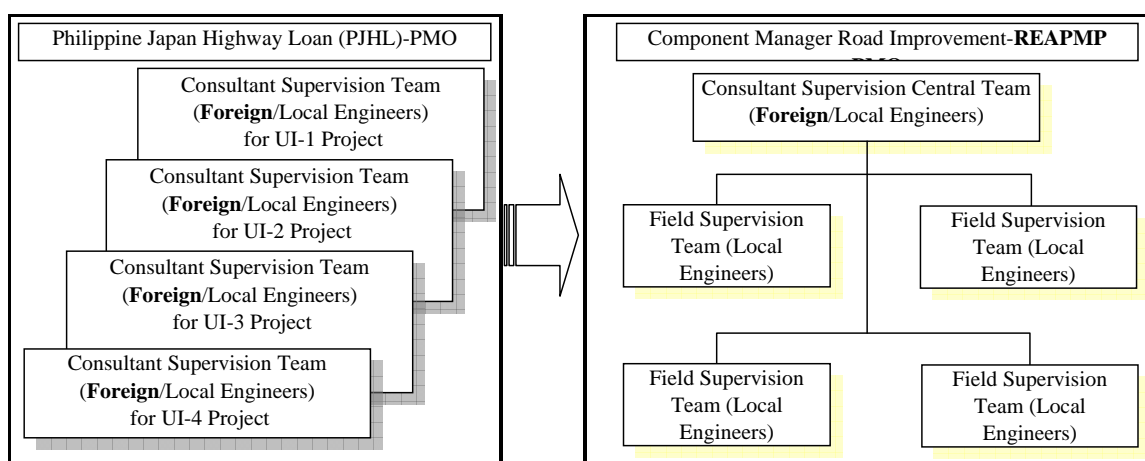 Philippine Japan Highway Loan (PJHL)-PMO
Consultant Supervision Team
(Foreign/Local Engineers)
for UI-1 Project
Consultant Supervision Team
(Foreign/Local Engineers)
for UI-2 Project
Consultant Supervision Team
(Foreign/Local Engineers)
for UI-3 Project
Consultant Supervision Team
(Foreign/Local Engineers)
for UI-4 Project
Component Manager Road Improvement-REAPMP
Consultant Supervision Central Team
(Foreign/Local Engineers)
Field Supervision
Team (Local
Engineers)
Field Supervision
Team (Local
Engineers)
Field Supervision
Team (Local
Engineers)
Field Supervision
Team (Local
Engineers)